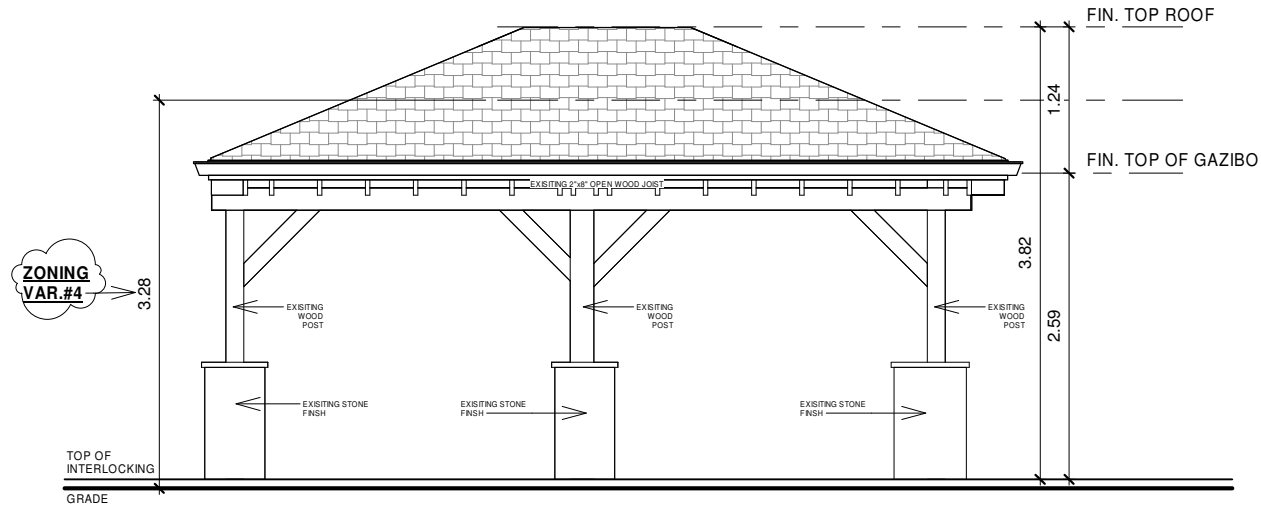 FIN. TOP ROOF
1.24
FIN. TOP OF GAZIBO
EXISITING 2"x8" OPEN WOOD JOIST
3.82
ZONING
VAR.#4
3.28
EXISITING
WOOD
POST
EXISITING
WOOD
POST
EXISITING
WOOD
POST
2.59
EXISITING STONE
FINSH
EXISITING STONE
FINSH
EXISITING STONE
FINSH
TOP OF
INTERLOCKING
GRADE